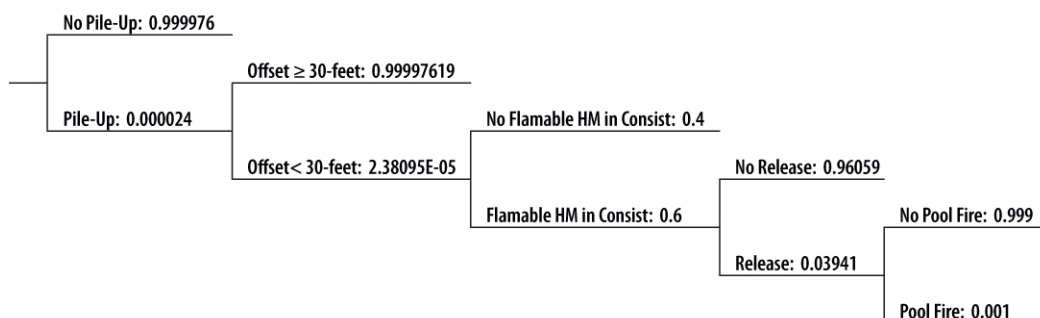 No Pile-Up: 0.999976
Offset ≥ 30-feet: 0.99997619
Pile-Up: 0.000024
No Flamable HM in Consist: 0.4
Offset< 30-feet: 2.38095E-05
No Release: 0.96059
Flamable HM in Consist: 0.6
No Pool Fire: 0.999
Release: 0.03941
Pool Fire: 0.001